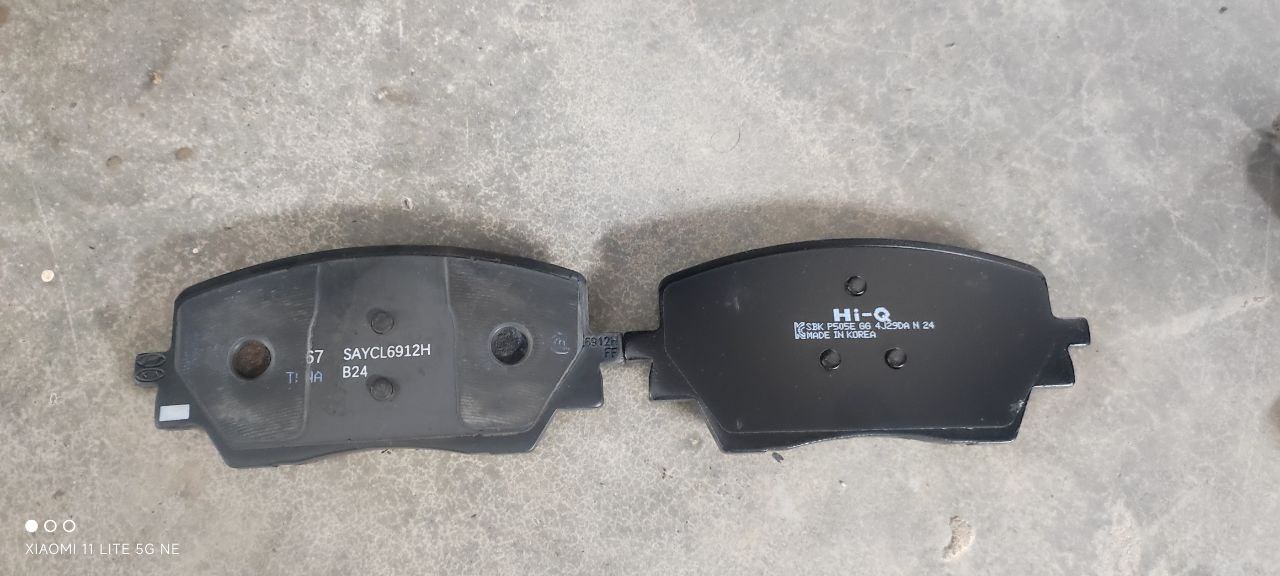 67 SAYCL6912H
B24
6912H
FF
Hi-Q
SBK P505E GG 4J29DA N 24
MADE IN KOREA
XIAOMI 11 LITE 5G NE